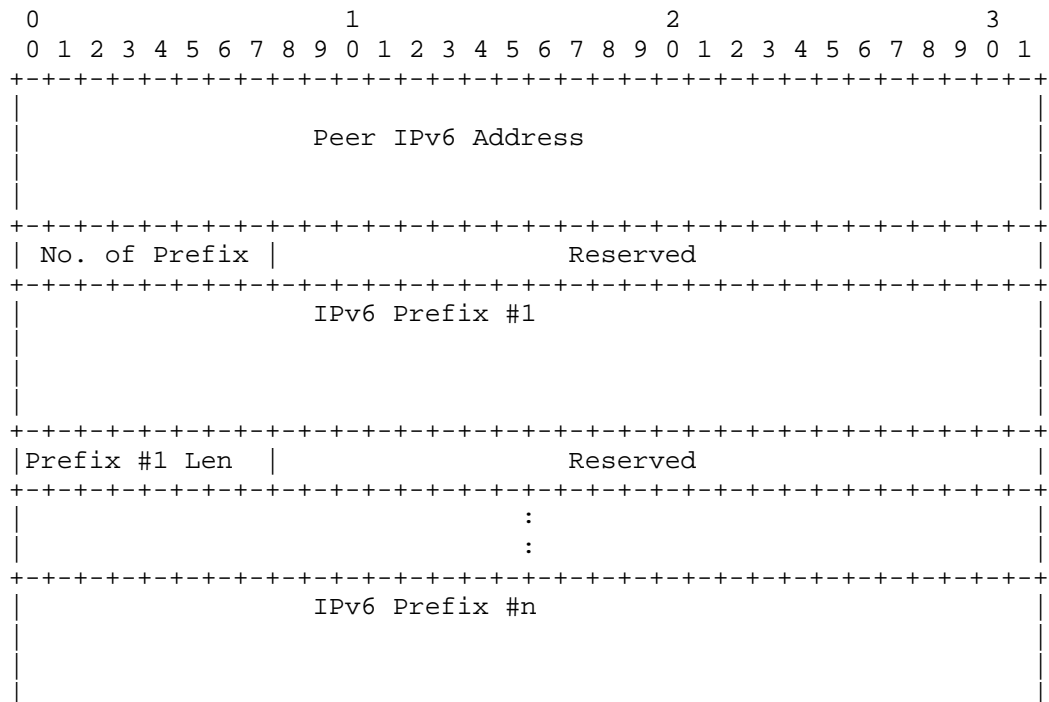 0                   1                   2                   3
 0 1 2 3 4 5 6 7 8 9 0 1 2 3 4 5 6 7 8 9 0 1 2 3 4 5 6 7 8 9 0 1
+-+-+-+-+-+-+-+-+-+-+-+-+-+-+-+-+-+-+-+-+-+-+-+-+-+-+-+-+-+-+-+-+
|                                                               |
|                  Peer IPv6 Address                            |
|                                                               |
|                                                               |
+-+-+-+-+-+-+-+-+-+-+-+-+-+-+-+-+-+-+-+-+-+-+-+-+-+-+-+-+-+-+-+-+
| No. of Prefix |                  Reserved                     |
+-+-+-+-+-+-+-+-+-+-+-+-+-+-+-+-+-+-+-+-+-+-+-+-+-+-+-+-+-+-+-+-+
|                  IPv6 Prefix #1                               |
|                                                               |
|                                                               |
|                                                               |
+-+-+-+-+-+-+-+-+-+-+-+-+-+-+-+-+-+-+-+-+-+-+-+-+-+-+-+-+-+-+-+-+
|Prefix #1 Len  |                  Reserved                     |
+-+-+-+-+-+-+-+-+-+-+-+-+-+-+-+-+-+-+-+-+-+-+-+-+-+-+-+-+-+-+-+-+
|                               :                               |
|                               :                               |
+-+-+-+-+-+-+-+-+-+-+-+-+-+-+-+-+-+-+-+-+-+-+-+-+-+-+-+-+-+-+-+-+
|                  IPv6 Prefix #n                               |
|                                                               |
|                                                               |
|                                                               |